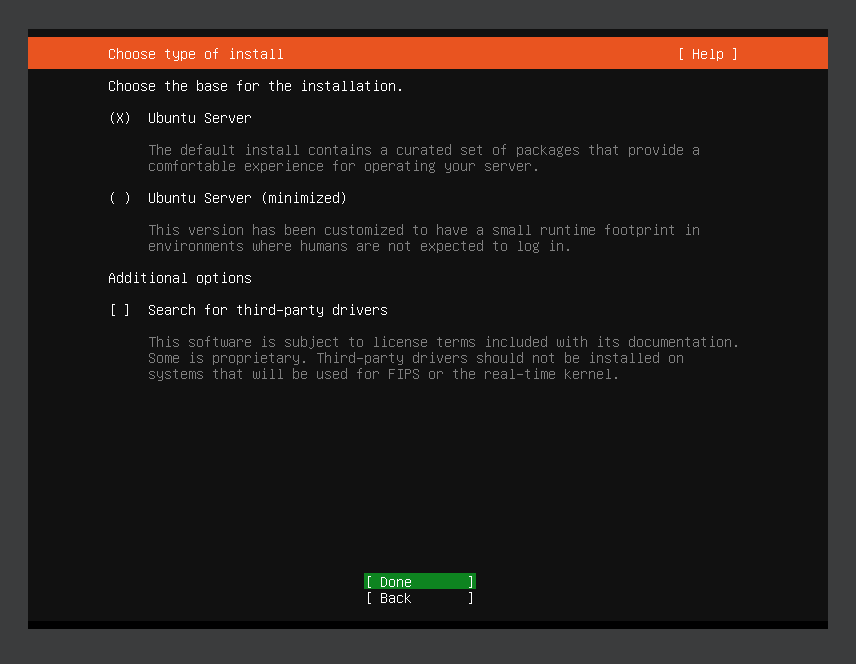 Choose type of install [ Help ]
Choose the base for the installation.
(X) Ubuntu Server
The default install contains a curated set of packages that provide a
comfortable experience for operating your server.
( ) Ubuntu Server (minimized)
This version has been customized to have a small runtime footprint in
environments where humans are not expected to log in.
Additional options
[ ] Search for third-party drivers
This software is subject to license terms included with its documentation.
Some is proprietary. Third-party drivers should not be installed on
systems that will be used for FIPS or the real-time kernel.
[ Done ]
[ Back ]